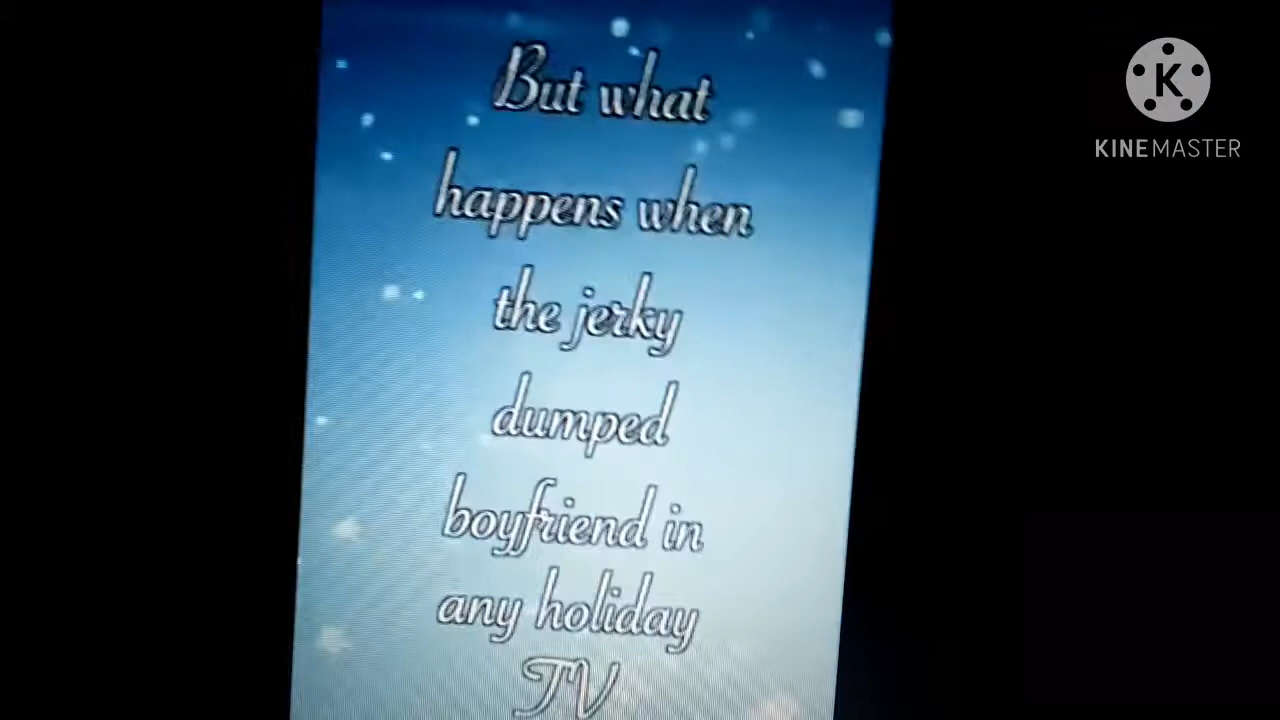 But what
happens when
the jerky
dumped
boyfriend in
any holiday
TV
KINEMASTER